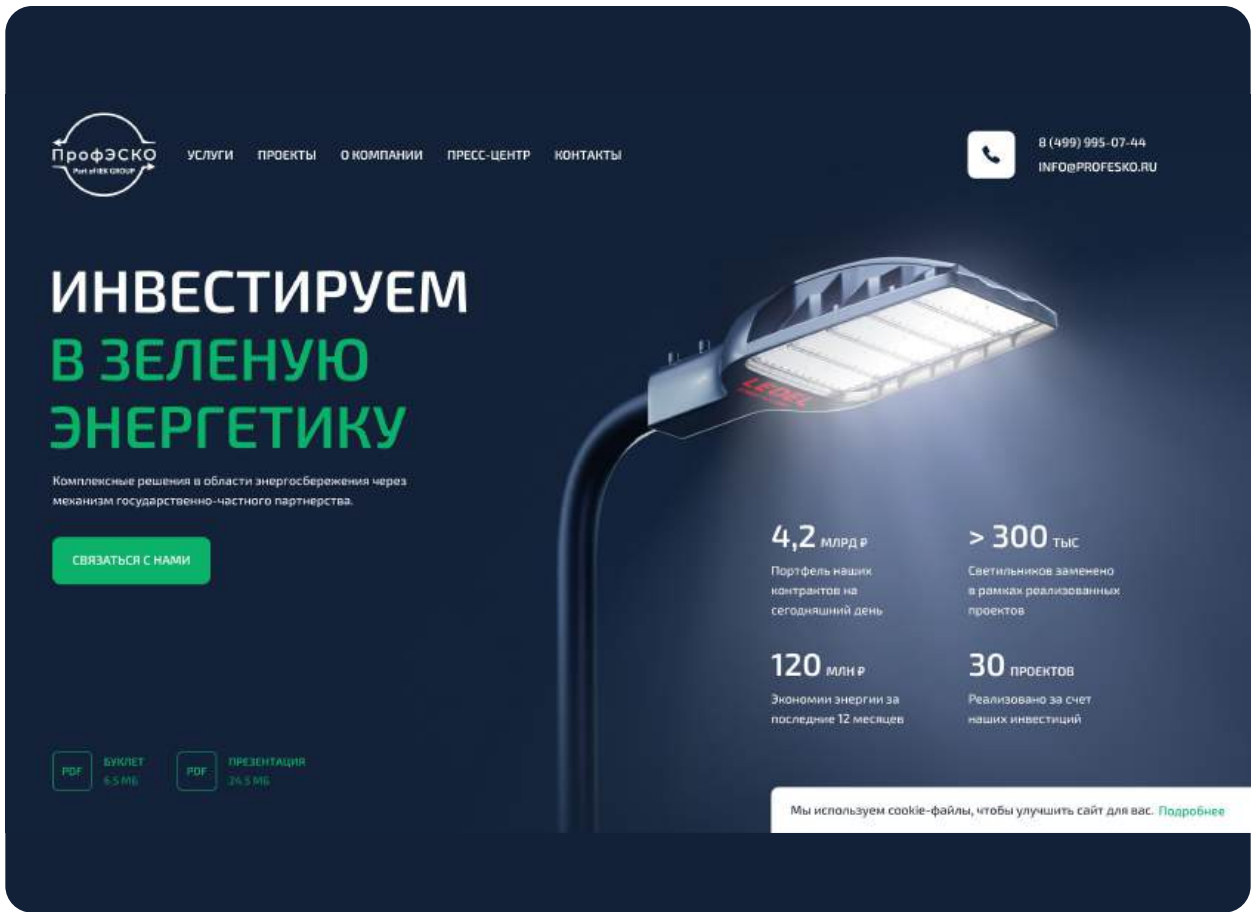 ПрофЭСКО
Part of IEK GROUP
УСЛУГИ ПРОЕКТЫ О КОМПАНИИ ПРЕСС-ЦЕНТР КОНТАКТЫ
8 (499) 995-07-44
INFO@PROFESKO.RU
ИНВЕСТИРУЕМ
В ЗЕЛЕНУЮ
ЭНЕРГЕТИКУ
Комплексные решения в области энергосбережения через
механизм государственно-частного партнерства.
СВЯЗАТЬСЯ С НАМИ
LEDEL
4,2 МЛРД ₽
Портфель наших
контрактов на
сегодняшний день
> 300 ТЫС
Светильников заменено
в рамках реализованных
проектов
120 МЛН ₽
Экономии энергии за
последние 12 месяцев
30 ПРОЕКТОВ
Реализовано за счет
наших инвестиций
PDF
БУКЛЕТ
6.5 МБ
PDF
ПРЕЗЕНТАЦИЯ
24.5 МБ
Мы используем cookie-файлы, чтобы улучшить сайт для вас. Подробнее